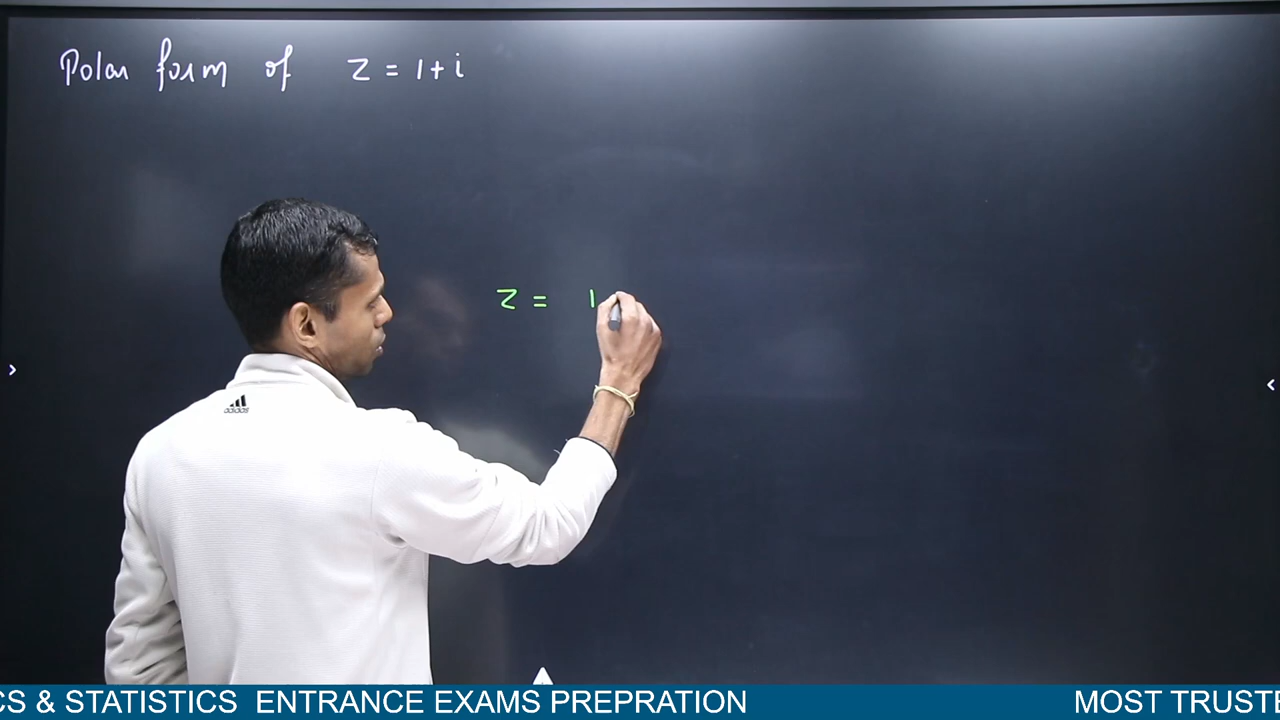 Polar form of z = 1 + i
z = 1
adidas
CS & STATISTICS ENTRANCE EXAMS PREPRATION MOST TRUSTE